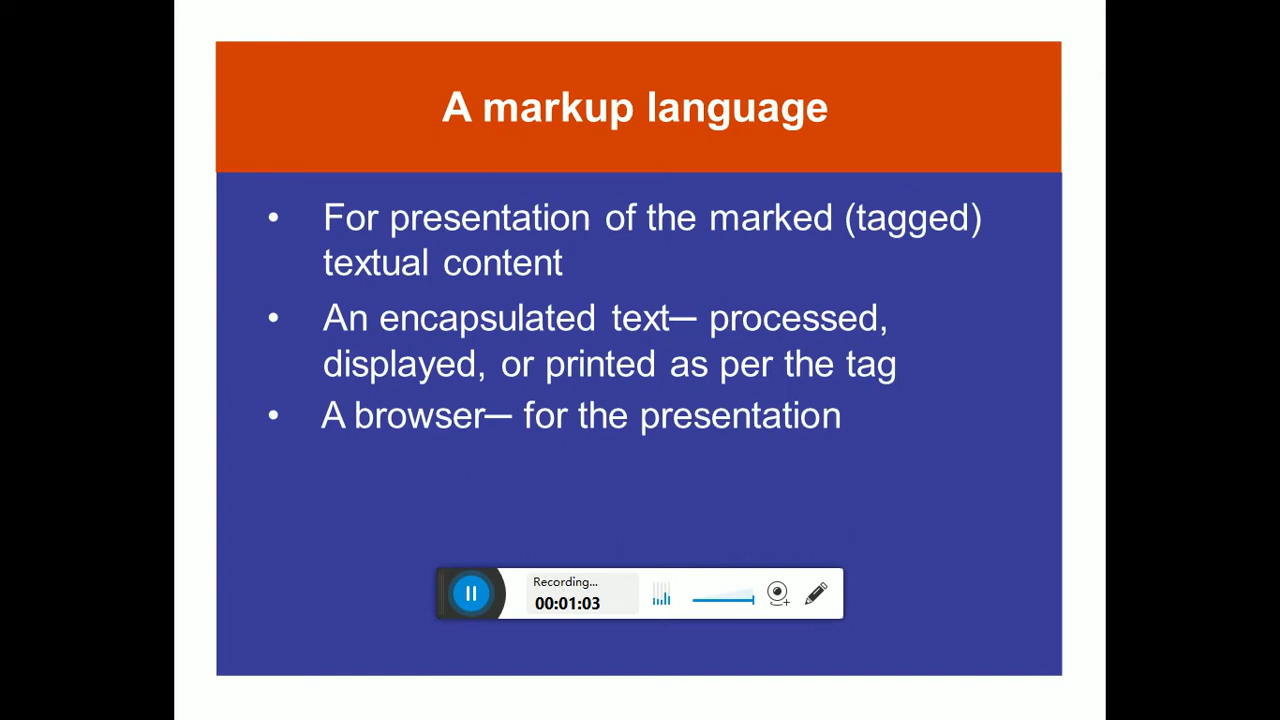 A markup language
• For presentation of the marked (tagged)
textual content
• An encapsulated text─ processed,
displayed, or printed as per the tag
• A browser─ for the presentation
Recording...
00:01:03